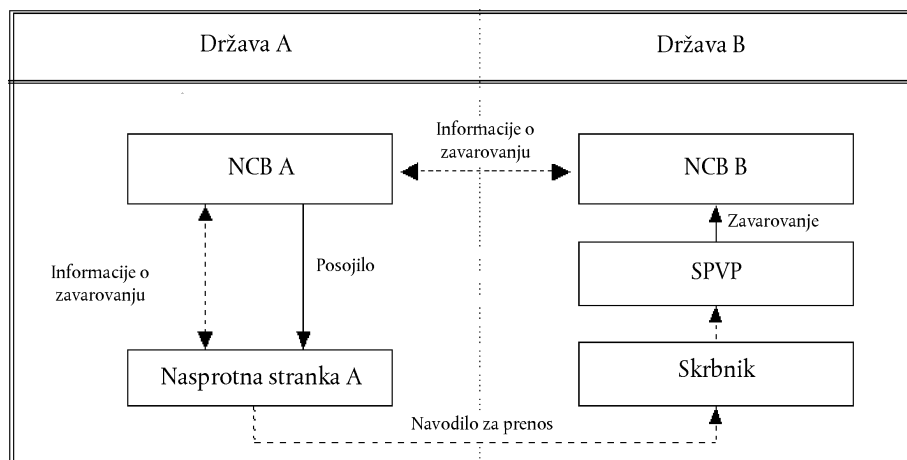 Država A
Država B
Informacije o
zavarovanju
NCB A
NCB B
Zavarovanje
Informacije o
zavarovanju
Posojilo
SPVP
Nasprotna stranka A
Skrbnik
Navodilo za prenos